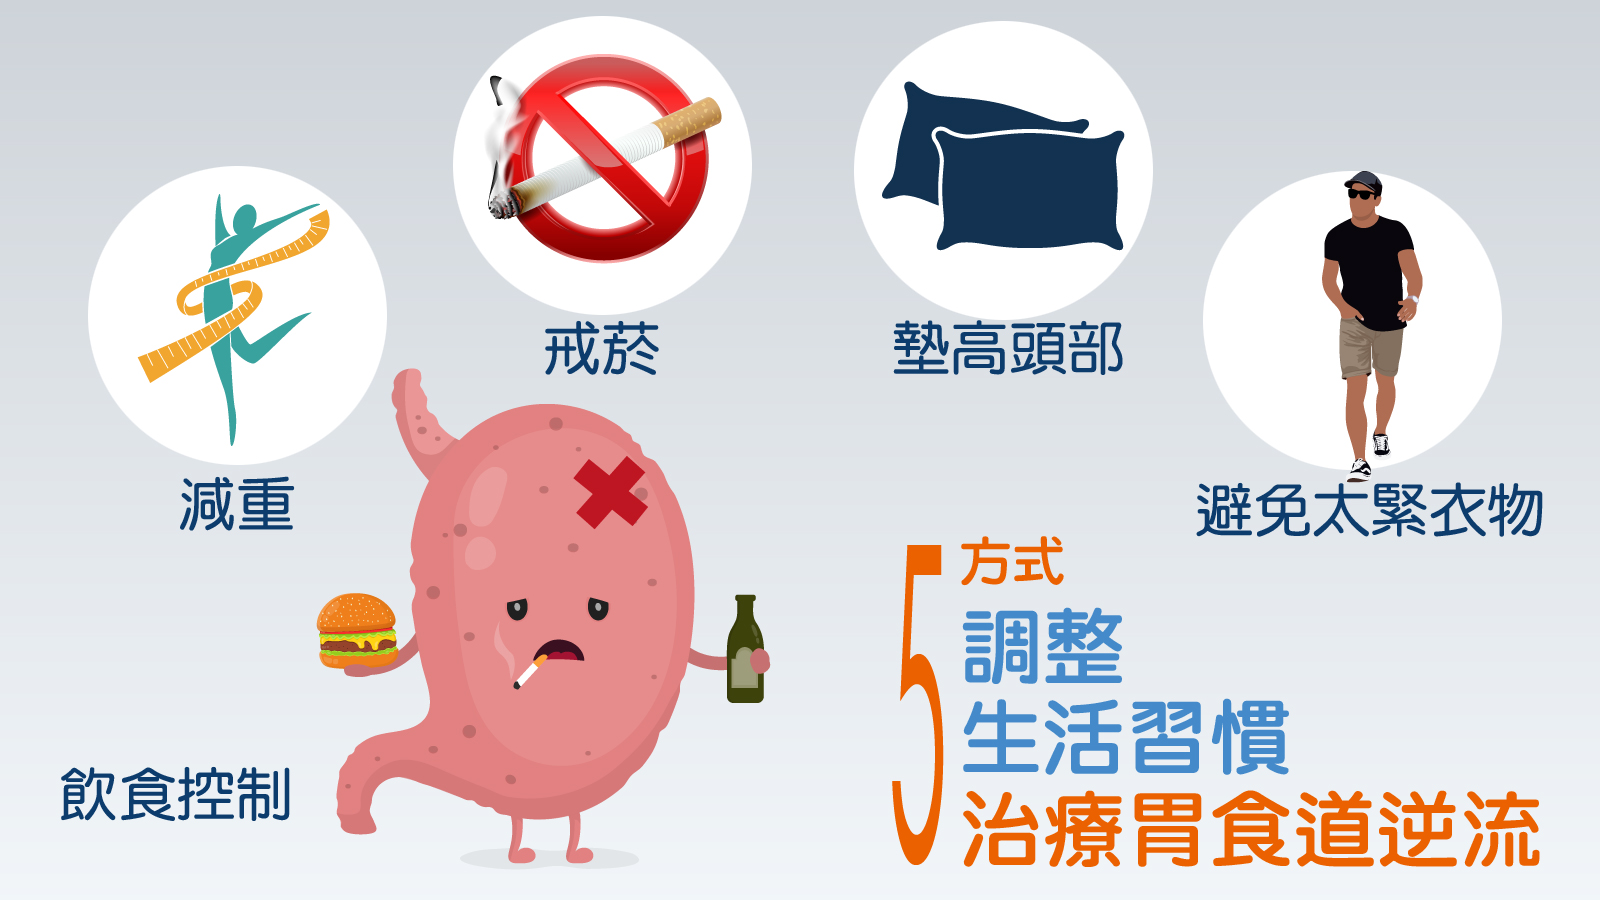 戒菸
墊高頭部
減重
避免太緊衣物
飲食控制
5方式
調整
生活習慣
治療胃食道逆流